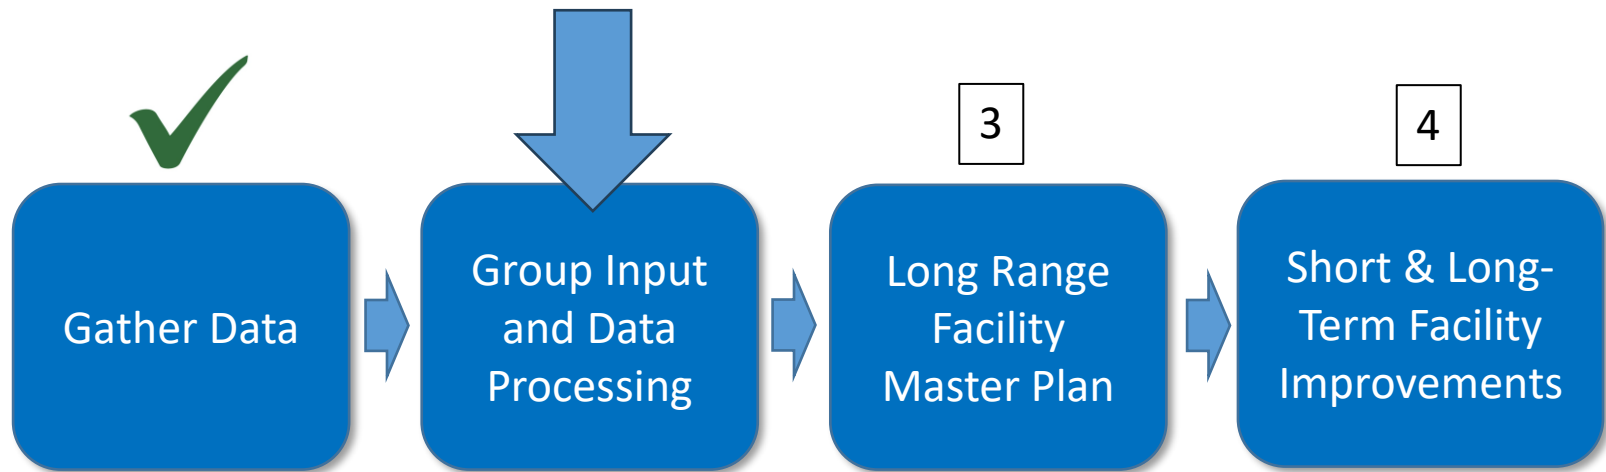 3
4
Gather Data
Group Input
and Data
Processing
Long Range
Facility
Master Plan
Short & Long-
Term Facility
Improvements